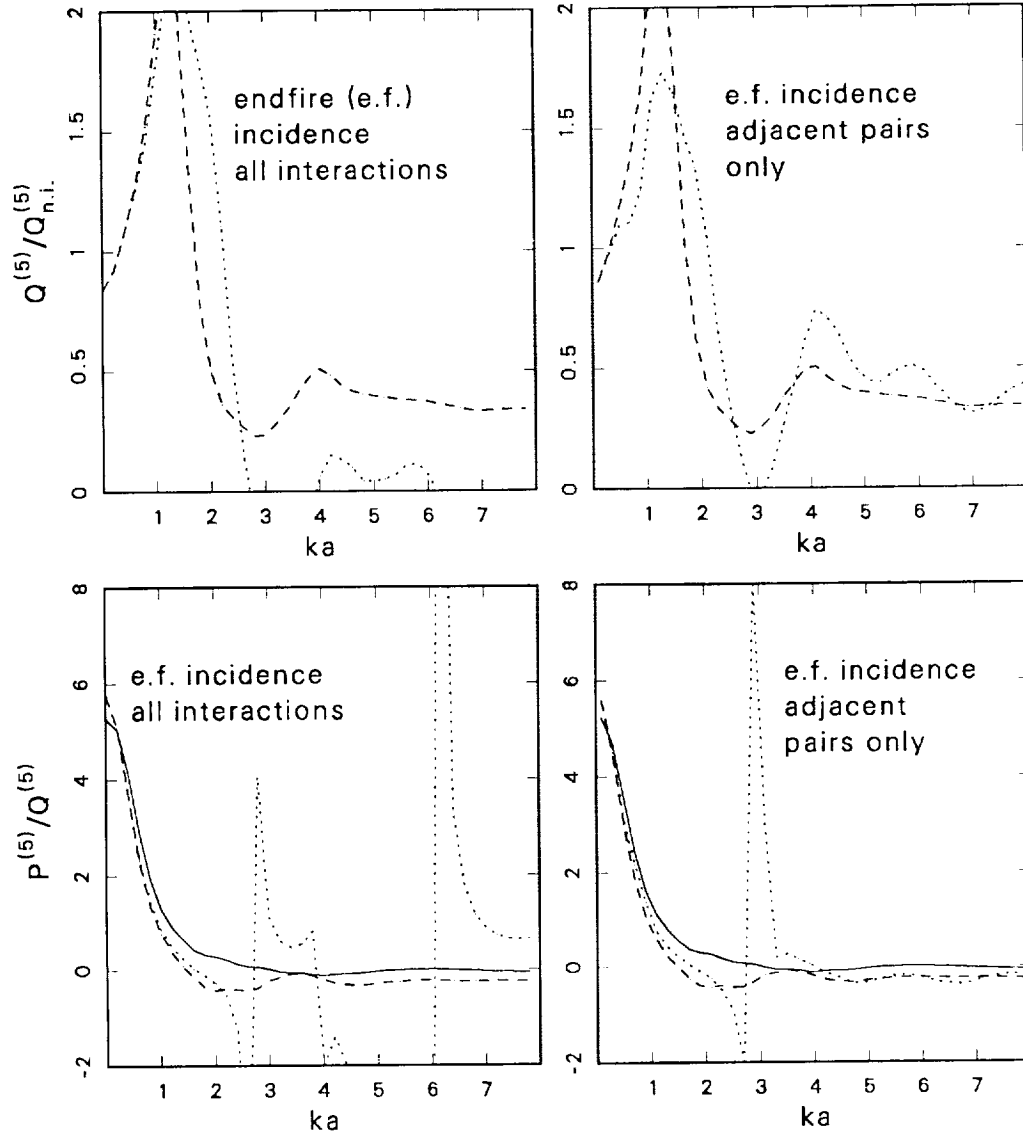 Q(5)/Q(5)n.i.
2
1.5
1
0.5
0
endfire (e.f.)
incidence
all interactions
1 2 3 4 5 6 7
ka
2
1.5
1
0.5
0
e.f. incidence
adjacent pairs
only
1 2 3 4 5 6 7
ka
P(5)/Q(5)
8
6
4
2
0
-2
e.f. incidence
all interactions
1 2 3 4 5 6 7
ka
8
6
4
2
0
-2
e.f. incidence
adjacent
pairs only
1 2 3 4 5 6 7
ka